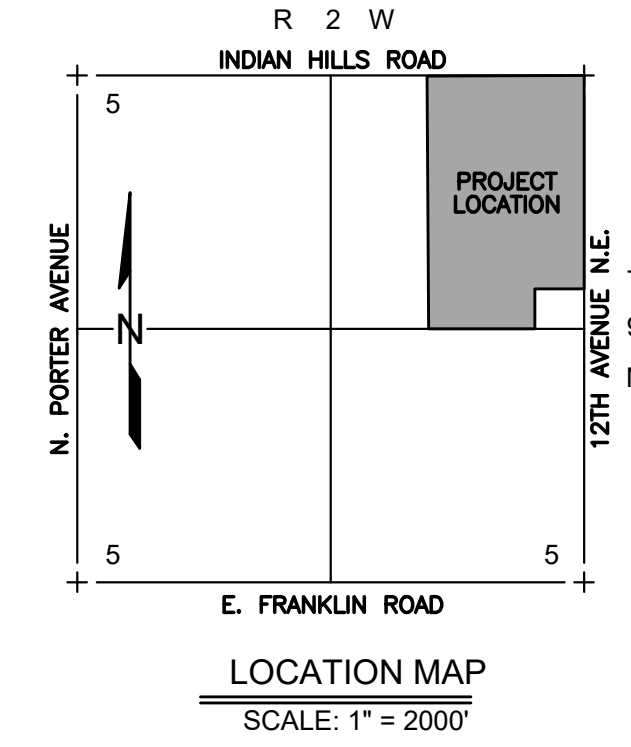 R 2 W
INDIAN HILLS ROAD
5
PROJECT
LOCATION
N. PORTER AVENUE
N
12TH AVENUE N.E.
5
5
E. FRANKLIN ROAD
LOCATION MAP
SCALE: 1" = 2000'